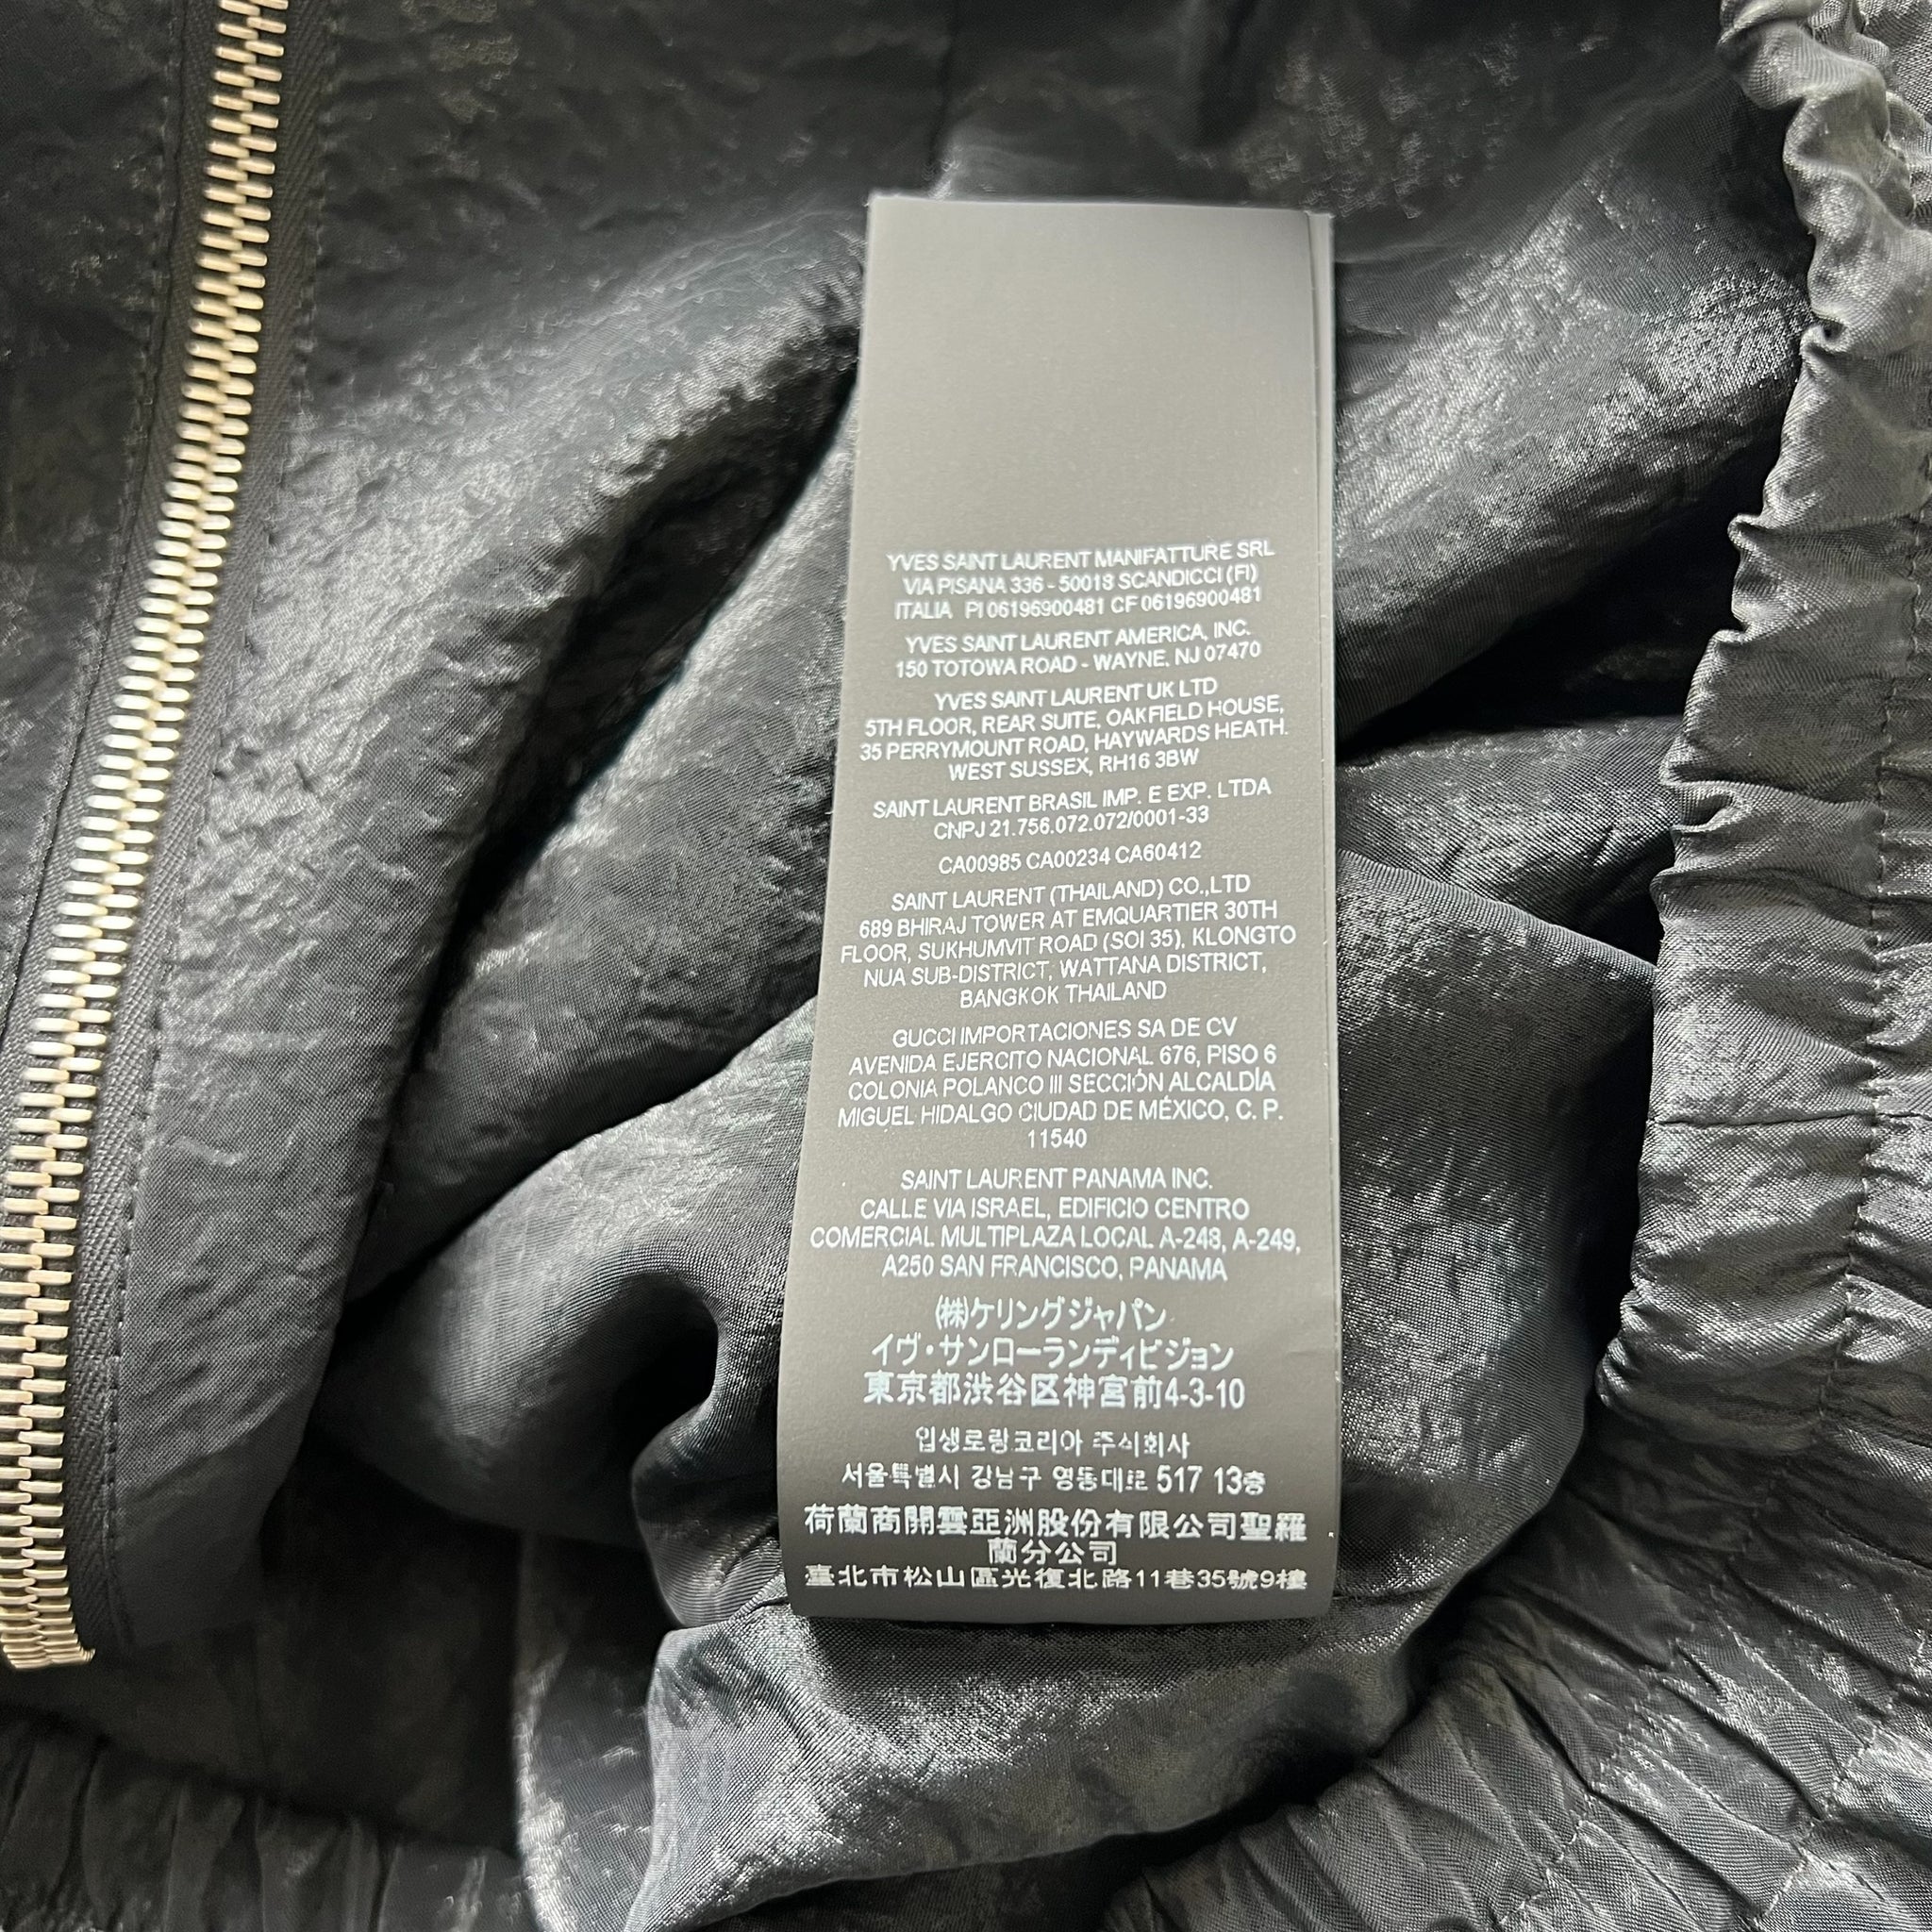 YVES SAINT LAURENT MANIFATTURE SRL
VIA PISANA 336 - 50018 SCANDICCI (FI)
ITALIA PI 06196900481 CF 06196900481
YVES SAINT LAURENT AMERICA, INC.
150 TOTOWA ROAD - WAYNE, NJ 07470
YVES SAINT LAURENT UK LTD
5TH FLOOR, REAR SUITE, OAKFIELD HOUSE,
35 PERRYMOUNT ROAD, HAYWARDS HEATH.
WEST SUSSEX, RH16 3BW
SAINT LAURENT BRASIL IMP. E EXP. LTDA
CNPJ 21.756.072.072/0001-33
CA00985 CA00234 CA60412
SAINT LAURENT (THAILAND) CO.,LTD
689 BHIRAJ TOWER AT EMQUARTIER 30TH
FLOOR, SUKHUMVIT ROAD (SOI 35), KLONGTO
NUA SUB-DISTRICT, WATTANA DISTRICT,
BANGKOK THAILAND
GUCCI IMPORTACIONES SA DE CV
AVENIDA EJERCITO NACIONAL 676, PISO 6
COLONIA POLANCO III SECCIÓN ALCALDÍA
MIGUEL HIDALGO CIUDAD DE MÉXICO, C. P.
11540
SAINT LAURENT PANAMA INC.
CALLE VIA ISRAEL, EDIFICIO CENTRO
COMERCIAL MULTIPLAZA LOCAL A-248, A-249,
A250 SAN FRANCISCO, PANAMA
(株)ケリングジャパン
イヴ・サンローランディビジョン
東京都渋谷区神宮前4-3-10
입생로랑코리아 주식회사
서울특별시 강남구 영동대로 517 13층
荷蘭商開雲亞洲股份有限公司聖羅
蘭分公司
臺北市松山區光復北路11巷35號9樓